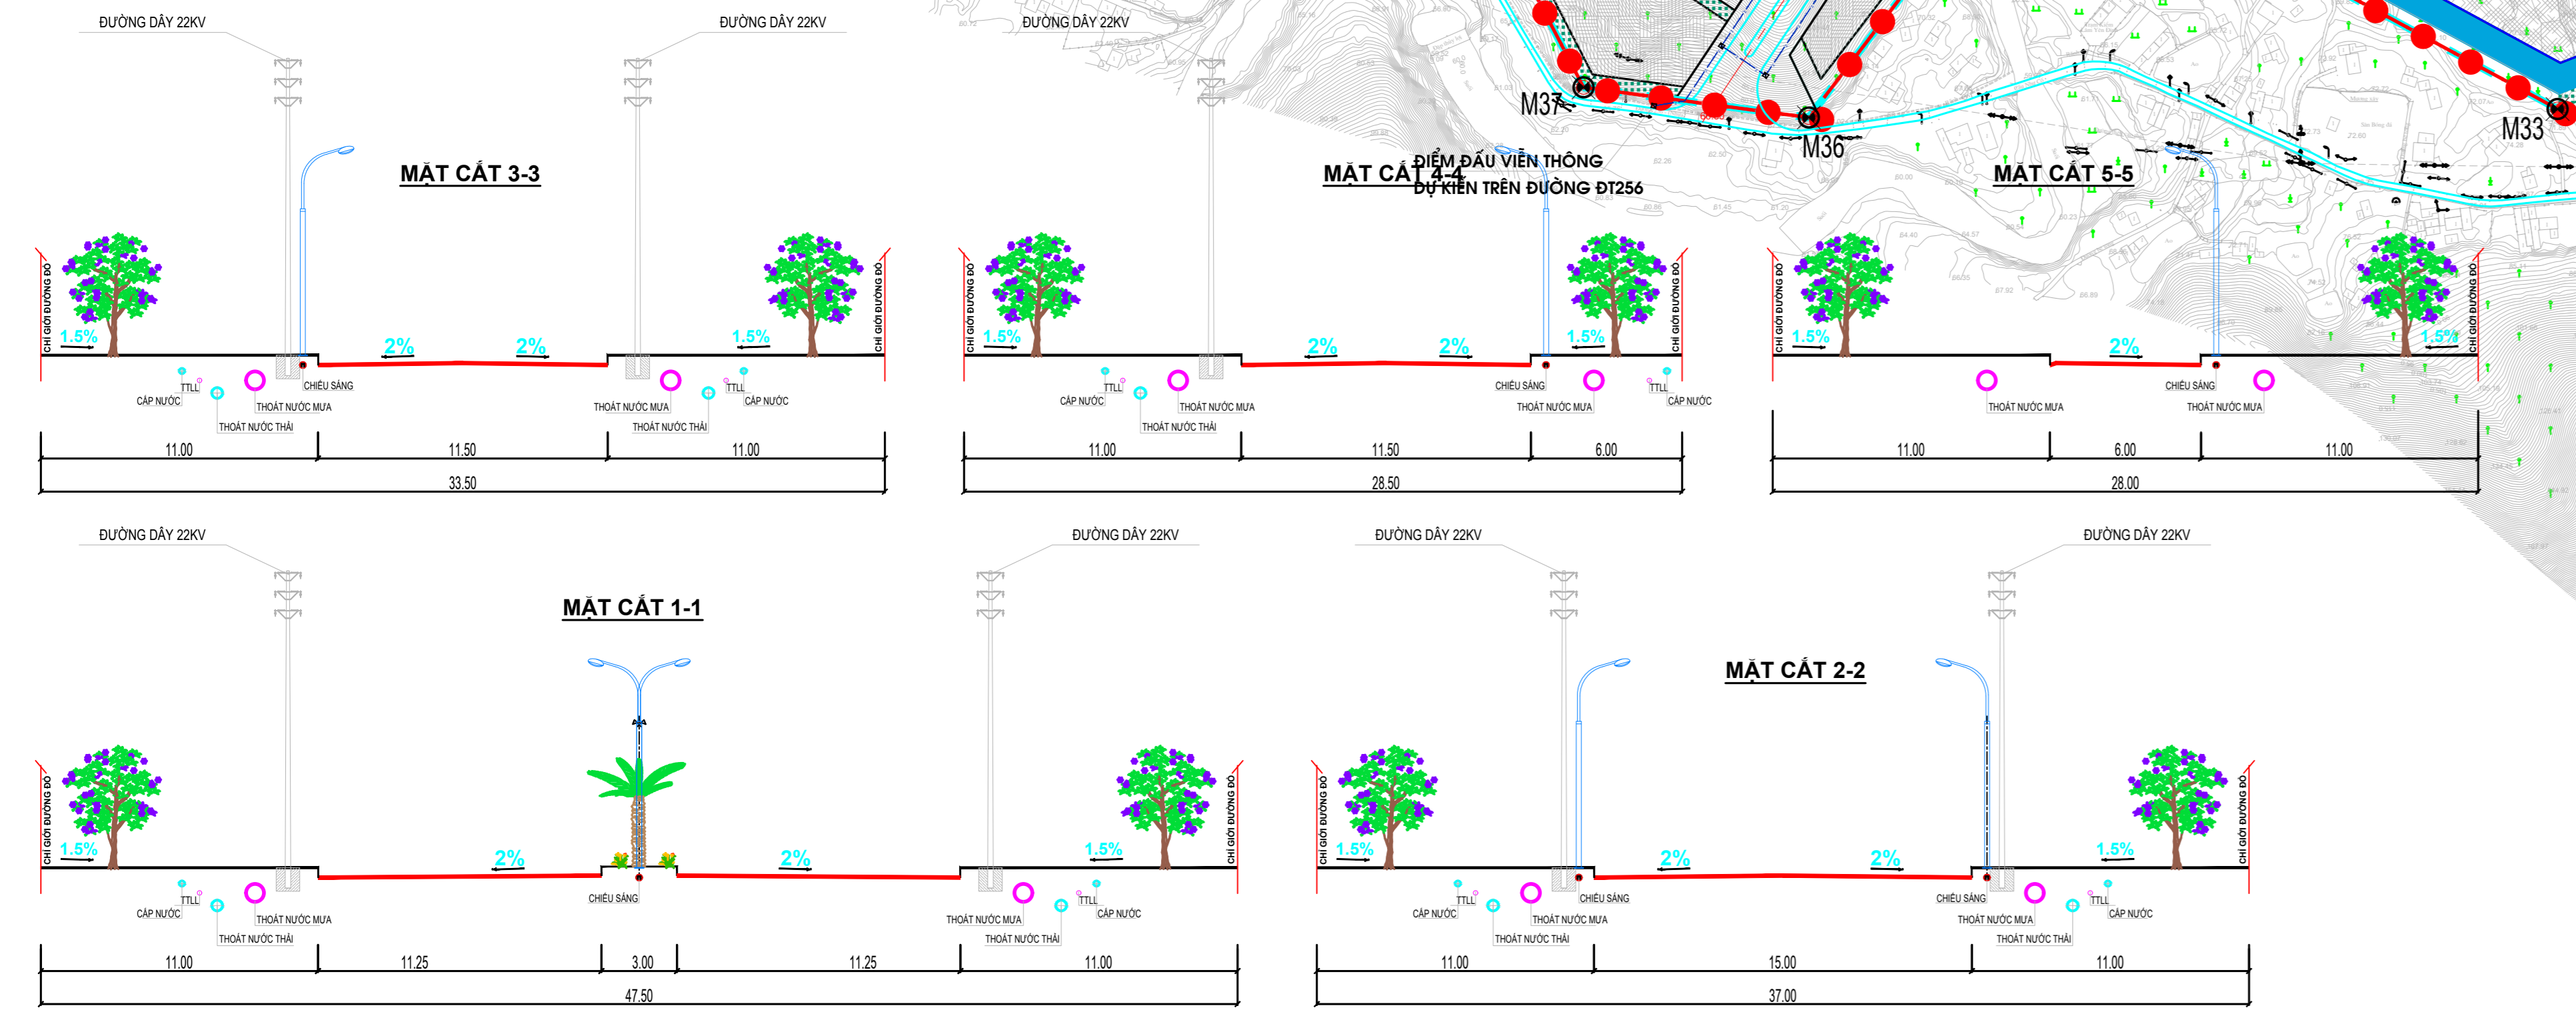 ĐƯỜNG DÂY 22KV
ĐƯỜNG DÂY 22KV
ĐƯỜNG DÂY 22KV
M37
M36
M33
MẶT CẮT 3-3
MẶT CẮT 4-4
ĐIỂM ĐẤU VIỄN THÔNG
DỰ KIẾN TRÊN ĐƯỜNG ĐT256
MẶT CẮT 5-5
CHỈ GIỚI ĐƯỜNG ĐỎ
1.5%
2%
2%
1.5%
CHỈ GIỚI ĐƯỜNG ĐỎ
CHỈ GIỚI ĐƯỜNG ĐỎ
1.5%
2%
2%
1.5%
CHỈ GIỚI ĐƯỜNG ĐỎ
CHỈ GIỚI ĐƯỜNG ĐỎ
1.5%
2%
1.5%
CHỈ GIỚI ĐƯỜNG ĐỎ
TTLL
CẤP NƯỚC
CHIẾU SÁNG
THOÁT NƯỚC MƯA
THOÁT NƯỚC THẢI
THOÁT NƯỚC MƯA
TTLL
CẤP NƯỚC
THOÁT NƯỚC THẢI
TTLL
CẤP NƯỚC
THOÁT NƯỚC MƯA
THOÁT NƯỚC THẢI
CHIẾU SÁNG
THOÁT NƯỚC MƯA
TTLL
CẤP NƯỚC
THOÁT NƯỚC MƯA
CHIẾU SÁNG
THOÁT NƯỚC MƯA
11.00
11.50
11.00
33.50
11.00
11.50
6.00
28.50
11.00
6.00
11.00
28.00
ĐƯỜNG DÂY 22KV
ĐƯỜNG DÂY 22KV
ĐƯỜNG DÂY 22KV
ĐƯỜNG DÂY 22KV
MẶT CẮT 1-1
MẶT CẮT 2-2
CHỈ GIỚI ĐƯỜNG ĐỎ
1.5%
2%
2%
1.5%
CHỈ GIỚI ĐƯỜNG ĐỎ
CHỈ GIỚI ĐƯỜNG ĐỎ
1.5%
2%
2%
1.5%
CHỈ GIỚI ĐƯỜNG ĐỎ
TTLL
CẤP NƯỚC
THOÁT NƯỚC MƯA
THOÁT NƯỚC THẢI
CHIẾU SÁNG
THOÁT NƯỚC MƯA
TTLL
CẤP NƯỚC
THOÁT NƯỚC THẢI
TTLL
CẤP NƯỚC
CHIẾU SÁNG
THOÁT NƯỚC MƯA
THOÁT NƯỚC THẢI
CHIẾU SÁNG
THOÁT NƯỚC MƯA
TTLL
CẤP NƯỚC
THOÁT NƯỚC THẢI
11.00
11.25
3.00
11.25
11.00
47.50
11.00
15.00
11.00
37.00